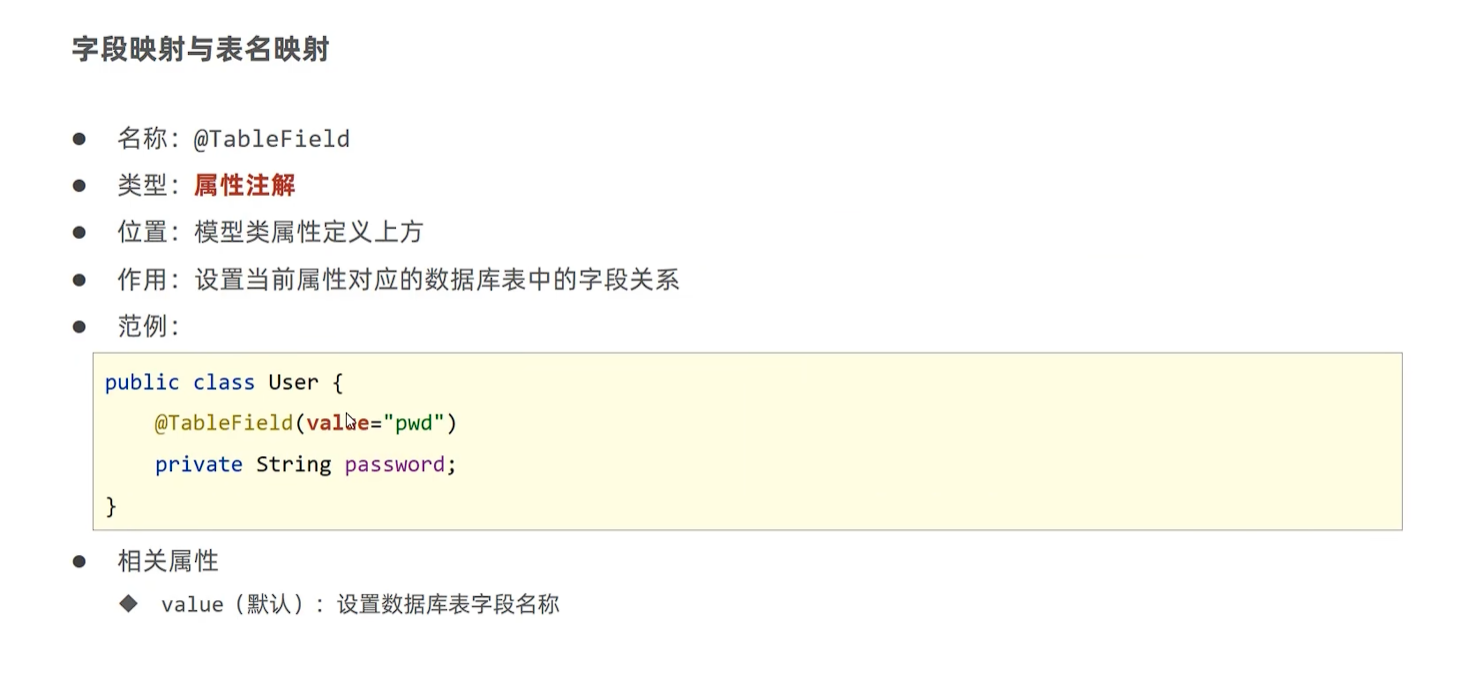 字段映射与表名映射
● 名称：@TableField
● 类型：属性注解
● 位置：模型类属性定义上方
● 作用：设置当前属性对应的数据库表中的字段关系
● 范例：
public class User {
    @TableField(value="pwd")
    private String password;
}
● 相关属性
◆ value（默认）：设置数据库表字段名称